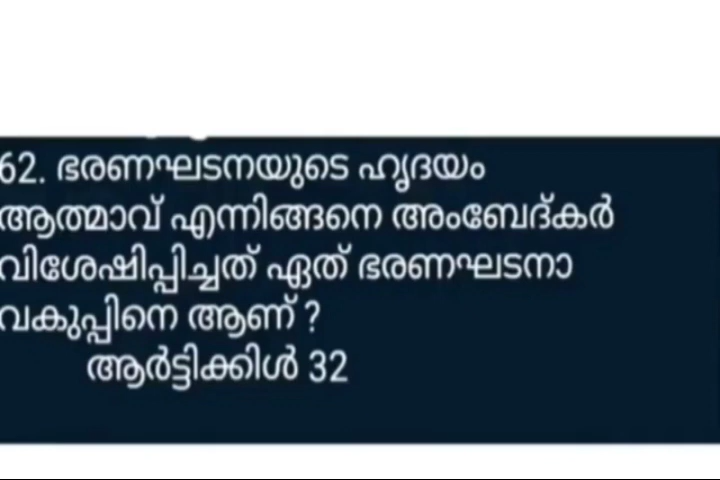 62. ഭരണഘടനയുടെ ഹൃദയം
ആത്മാവ് എന്നിങ്ങനെ അംബേദ്കർ
വിശേഷിപ്പിച്ചത് ഏത് ഭരണഘടനാ
വകുപ്പിനെ ആണ് ?
ആർട്ടിക്കിൾ 32